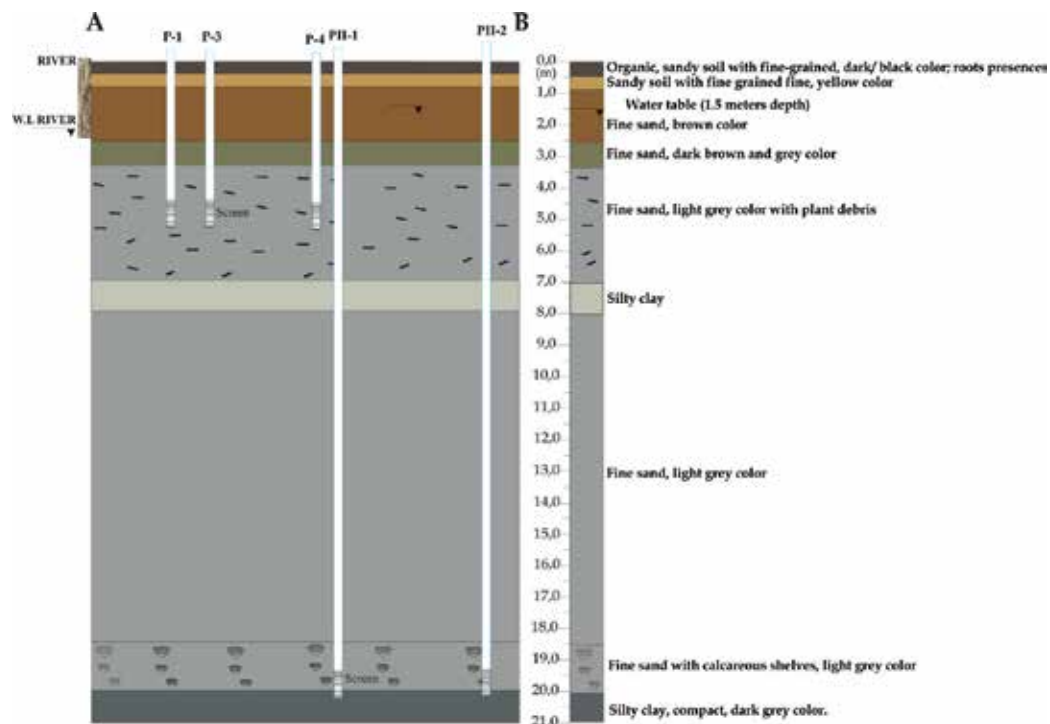 A
B
P-1
P-3
P-4
PII-1
PII-2
RIVER
W.L RIVER
Screen
Screen
0,0
(m)
1,0
2,0
3,0
4,0
5,0
6,0
7,0
8,0
9,0
10,0
11,0
12,0
13,0
14,0
15,0
16,0
17,0
18,0
19,0
20,0
21,0
Organic, sandy soil with fine-grained, dark/ black color; roots presences
Sandy soil with fine grained fine, yellow color
Water table (1.5 meters depth)
Fine sand, brown color
Fine sand, dark brown and grey color
Fine sand, light grey color with plant debris
Silty clay
Fine sand, light grey color
Fine sand with calcareous shelves, light grey color
Silty clay, compact, dark grey color.